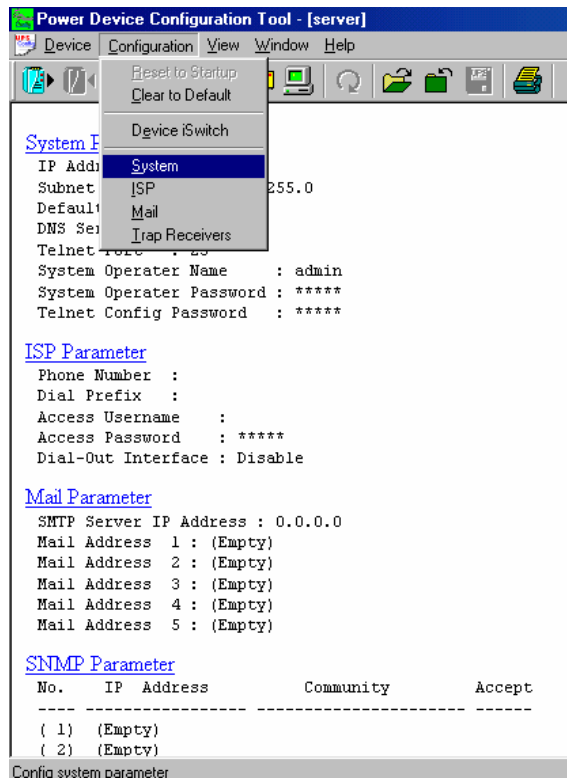 Power Device Configuration Tool - [server]
Device Configuration View Window Help
Reset to Startup
Clear to Default
Device iSwitch
System
ISP
Mail
Trap Receivers
System
IP
Subnet 255.0
DNS
Telnet : 23
System Operater Name : admin
System Operater Password : *****
Telnet Config Password : *****
ISP Parameter
Phone Number :
Dial Prefix :
Access Username :
Access Password : *****
Dial-Out Interface : Disable
Mail Parameter
SMTP Server IP Address : 0.0.0.0
Mail Address 1 : (Empty)
Mail Address 2 : (Empty)
Mail Address 3 : (Empty)
Mail Address 4 : (Empty)
Mail Address 5 : (Empty)
SNMP Parameter
No. IP Address Community Accept
---- ----------------- ---------------------- ------
( 1) (Empty)
( 2) (Empty)
Config system parameter